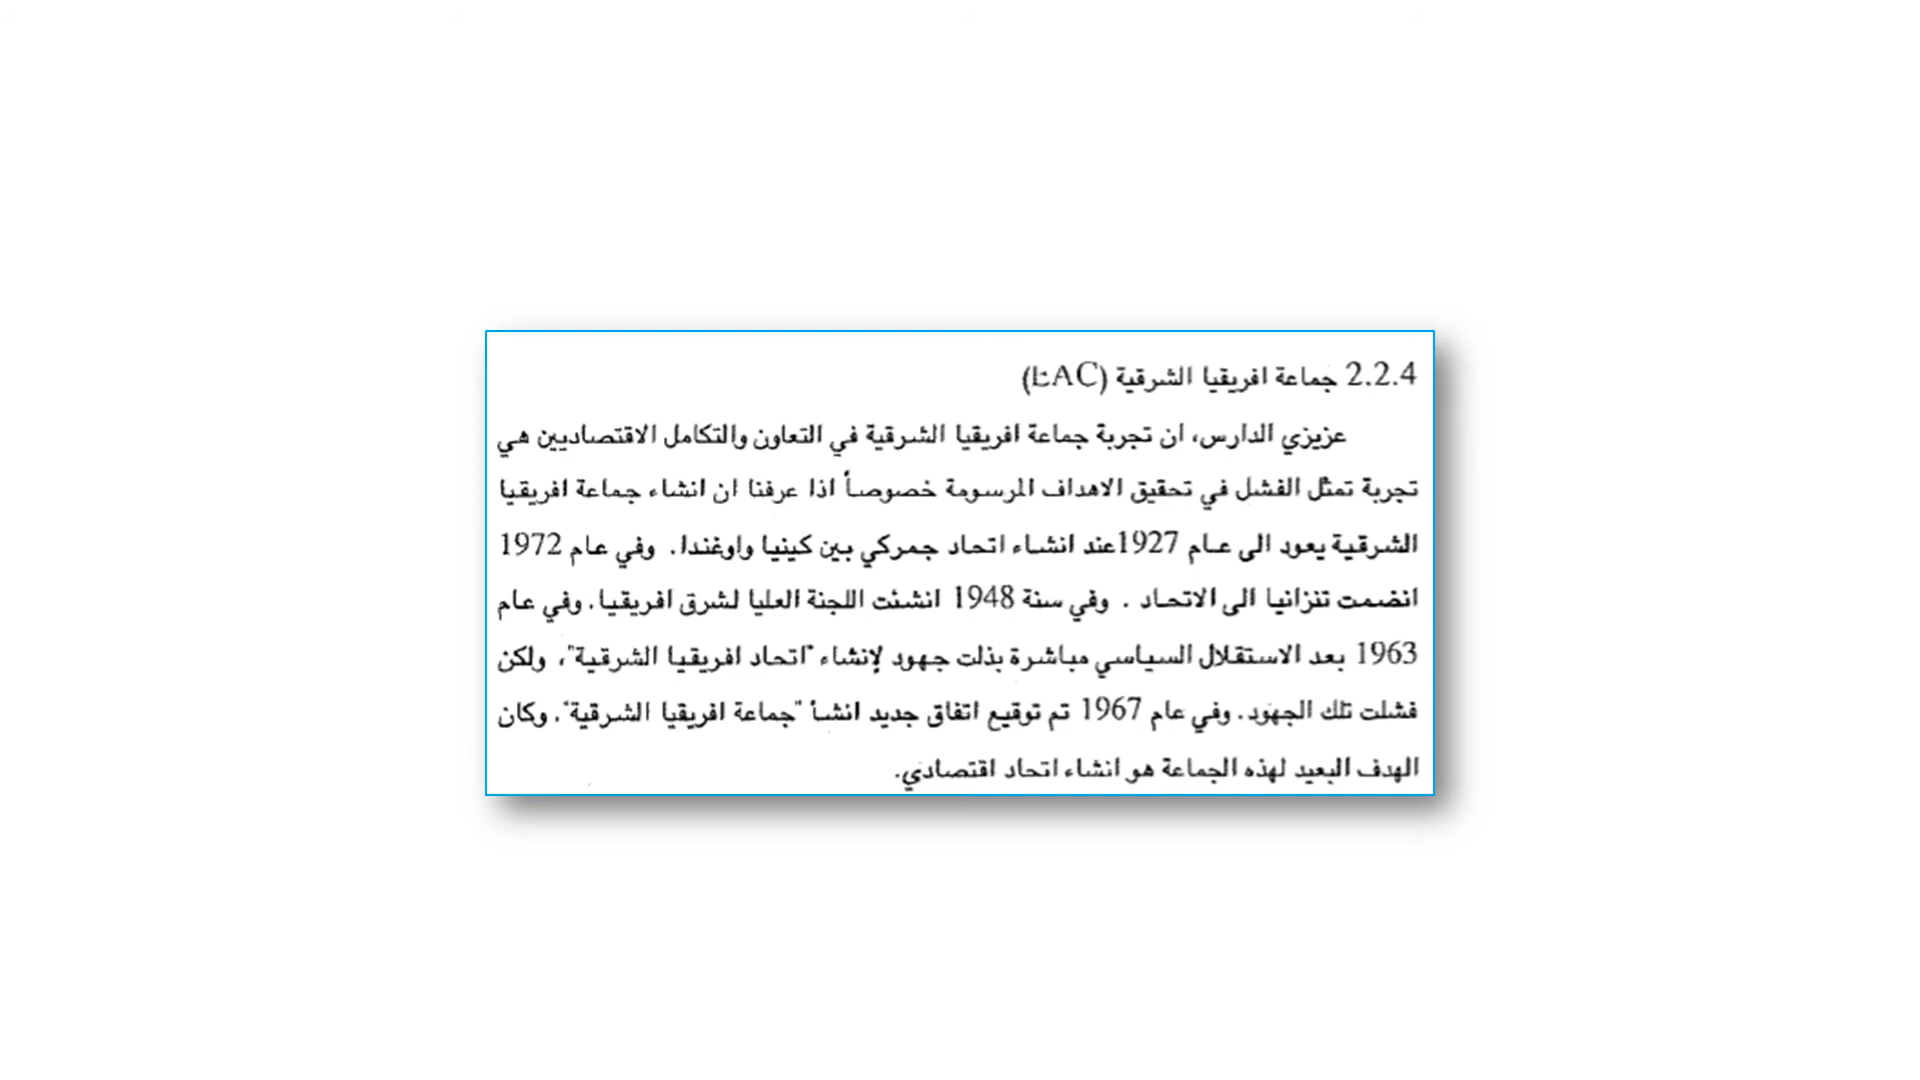 2.2.4 جماعة افريقيا الشرقية (EAC)
عزيزي الدارس، ان تجربة جماعة افريقيا الشرقية في التعاون والتكامل الاقتصاديين هي
تجربة تمثل الفشل في تحقيق الاهداف المرسومة خصوصاً اذا عرفنا ان انشاء جماعة افريقيا
الشرقية يعود الى عام 1927عند انشاء اتحاد جمركي بين كينيا واوغندا. وفي عام 1972
انضمت تنزانيا الى الاتحاد . وفي سنة 1948 انشئت اللجنة العليا لشرق افريقيا. وفي عام
1963 بعد الاستقلال السياسي مباشرة بذلت جهود لإنشاء "اتحاد افريقيا الشرقية"، ولكن
فشلت تلك الجهود. وفي عام 1967 تم توقيع اتفاق جديد انشأ "جماعة افريقيا الشرقية". وكان
الهدف البعيد لهذه الجماعة هو انشاء اتحاد اقتصادي.